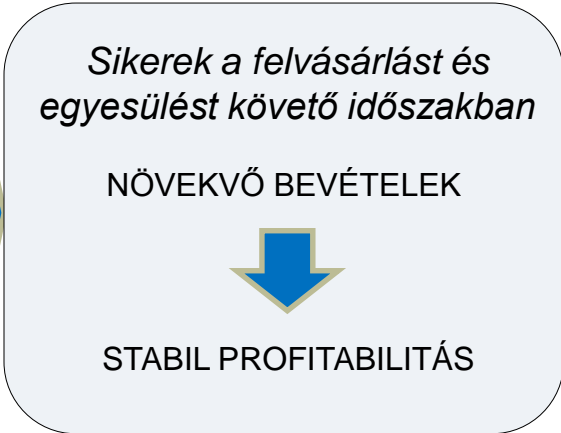 Sikerek a felvásárlást és
egyesülést követő időszakban
NÖVEKVŐ BEVÉTELEK
STABIL PROFITABILITÁS